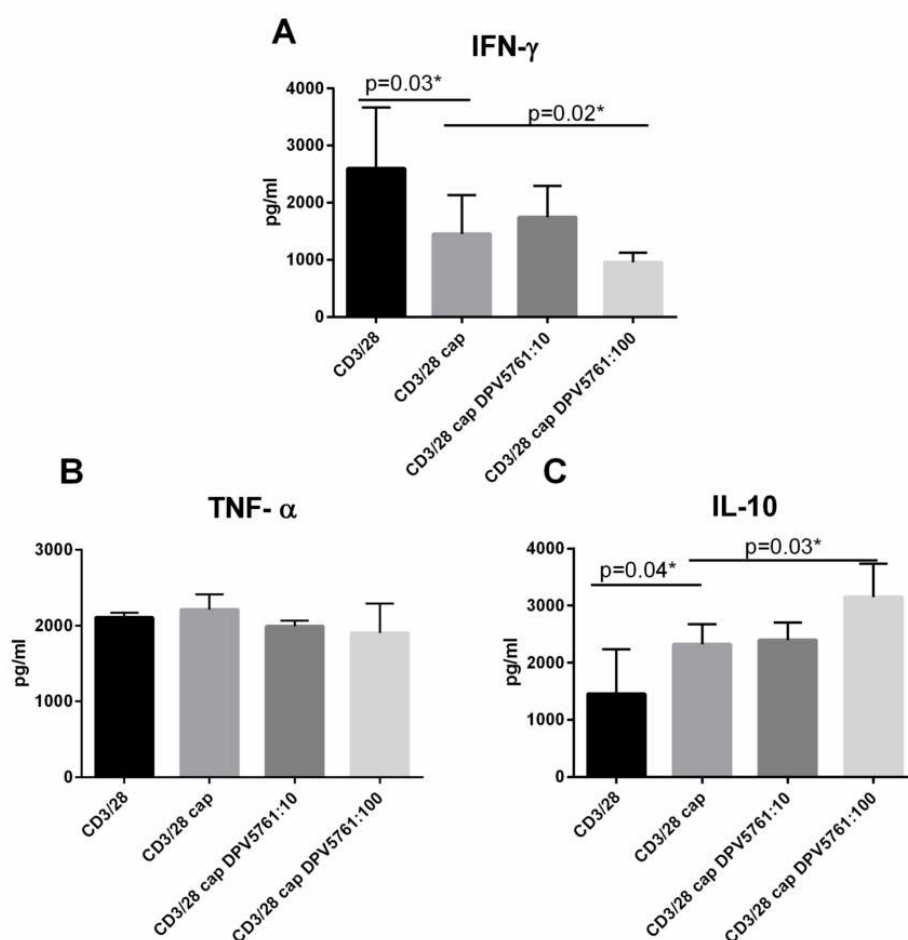 A
IFN-γ
p=0.03*
p=0.02*
pg/ml
4000
3000
2000
1000
0
CD3/28
CD3/28 cap
CD3/28 cap DPV5761:10
CD3/28 cap DPV5761:100
B
TNF- α
pg/ml
3000
2000
1000
0
CD3/28
CD3/28 cap
CD3/28 cap DPV5761:10
CD3/28 cap DPV5761:100
C
IL-10
p=0.04*
p=0.03*
pg/ml
4000
3000
2000
1000
0
CD3/28
CD3/28 cap
CD3/28 cap DPV5761:10
CD3/28 cap DPV5761:100